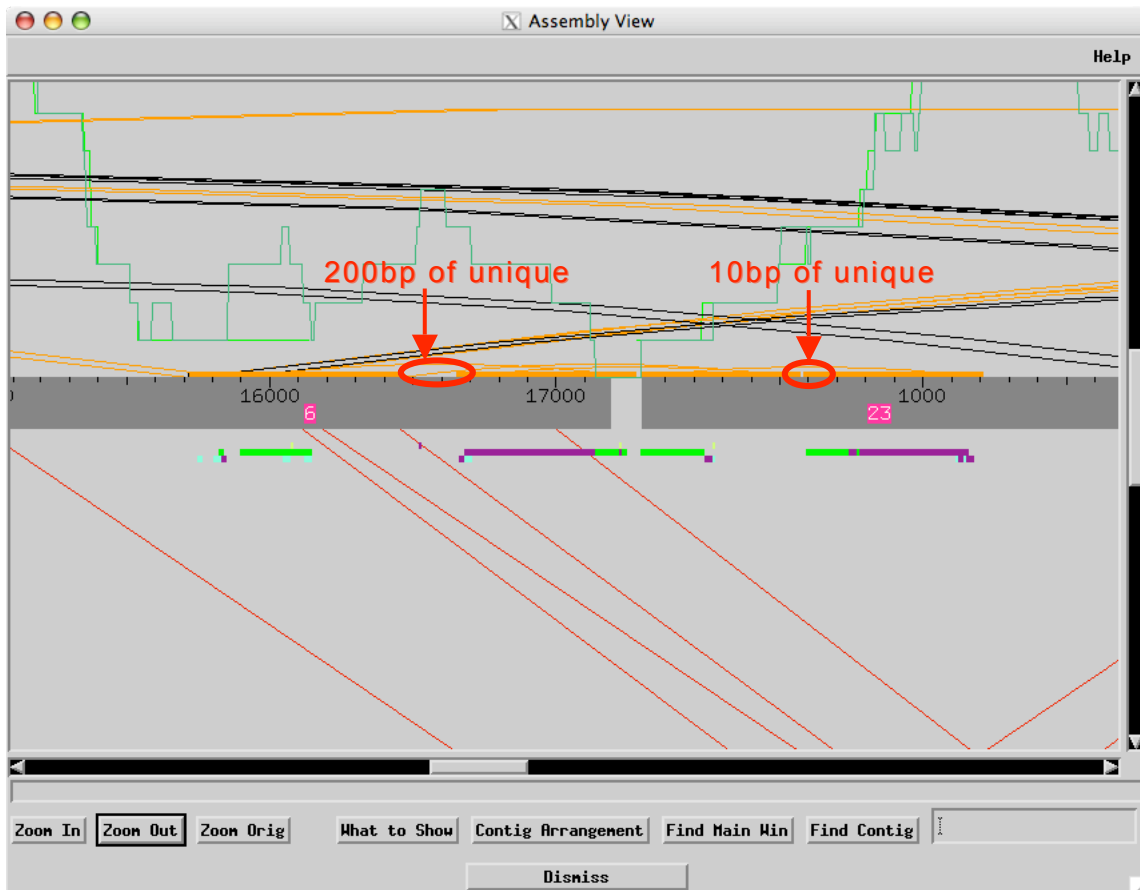 Assembly View
Help
200bp of unique
10bp of unique
16000
17000
1000
6
23
Zoom In
Zoom Out
Zoom Orig
What to Show
Contig Arrangement
Find Main Win
Find Contig
Dismiss